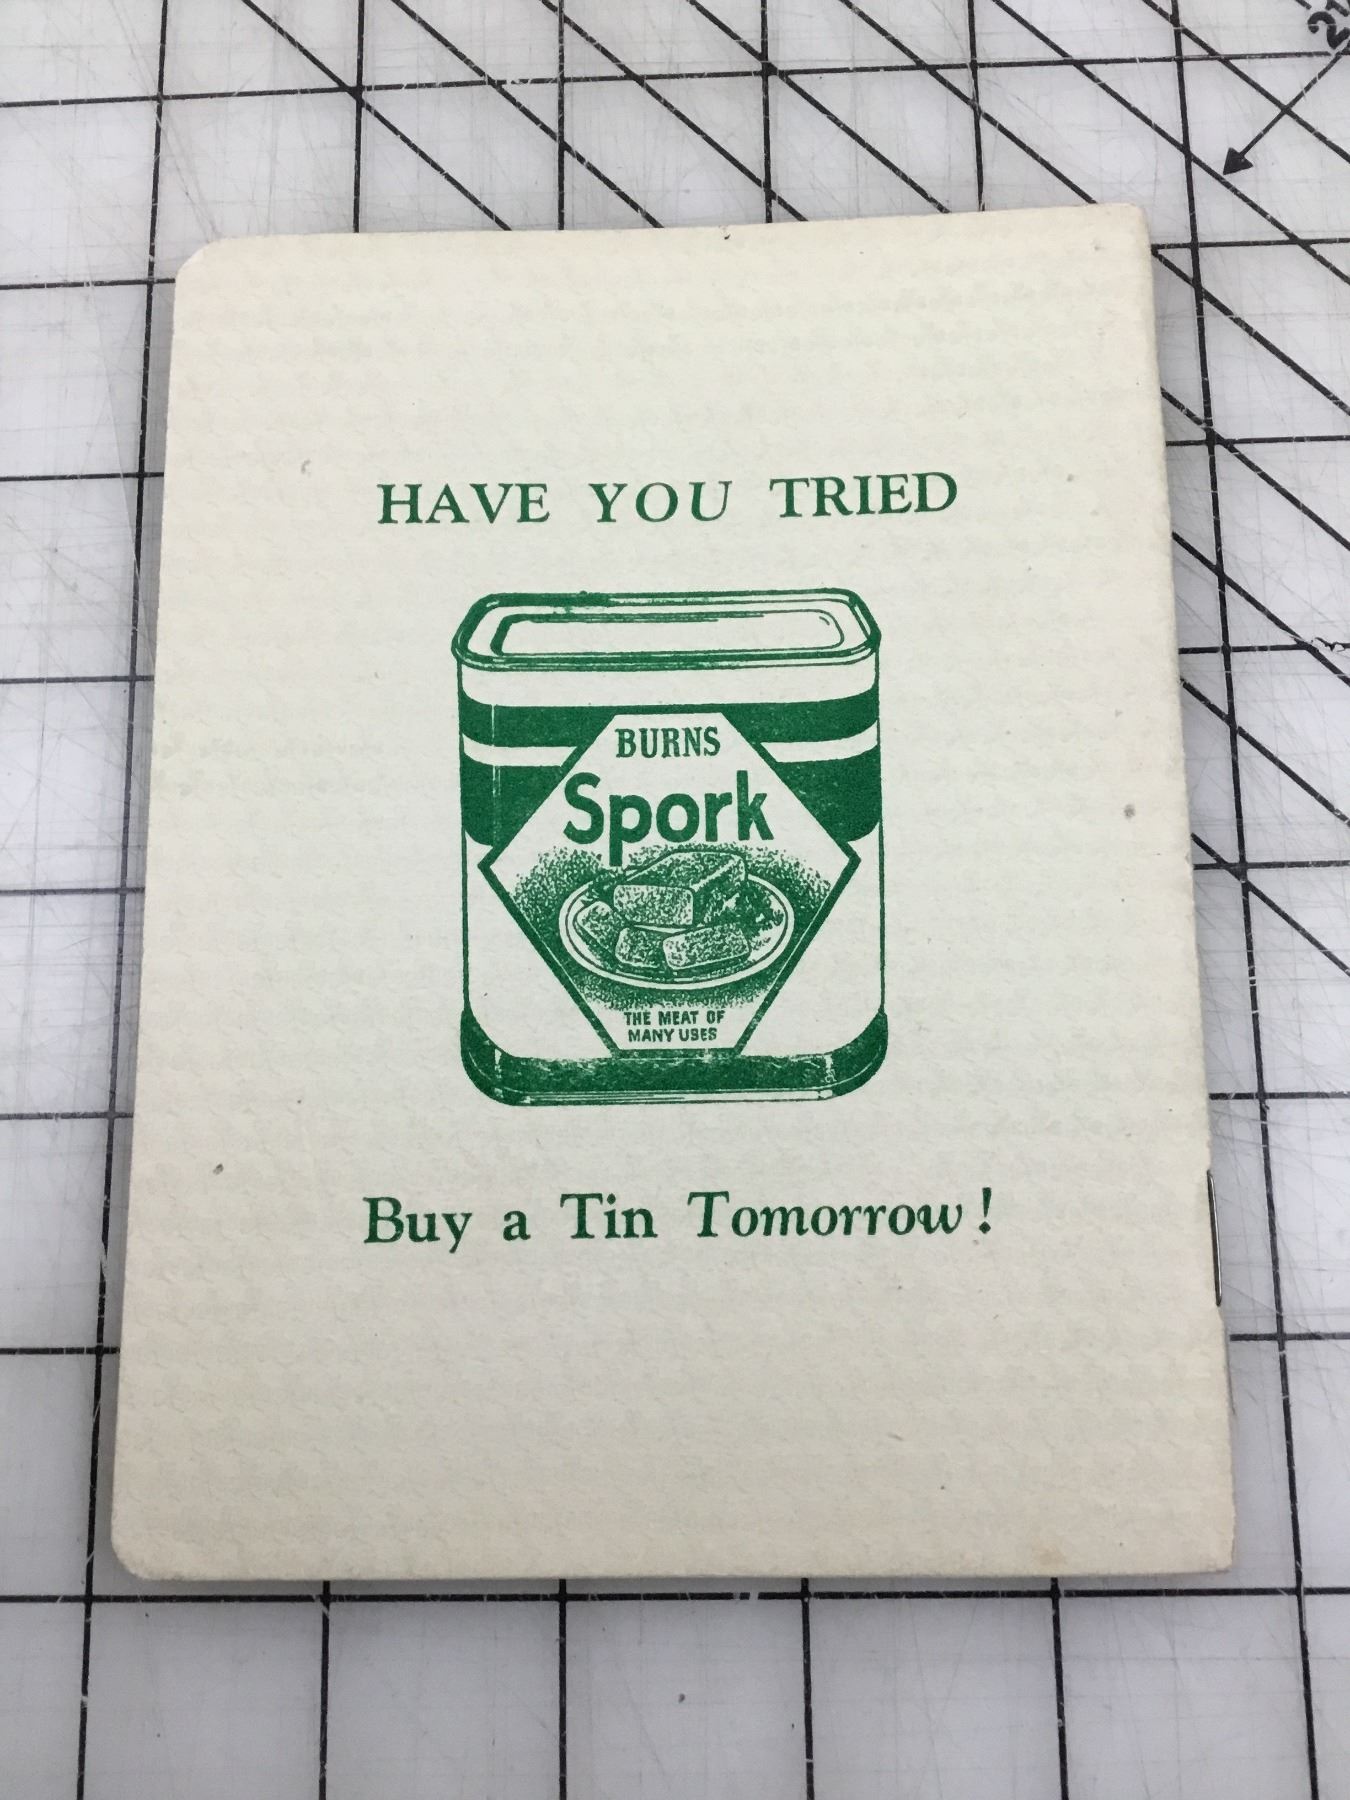 HAVE YOU TRIED
BURNS
Spork
THE MEAT OF
MANY USES
Buy a Tin Tomorrow!